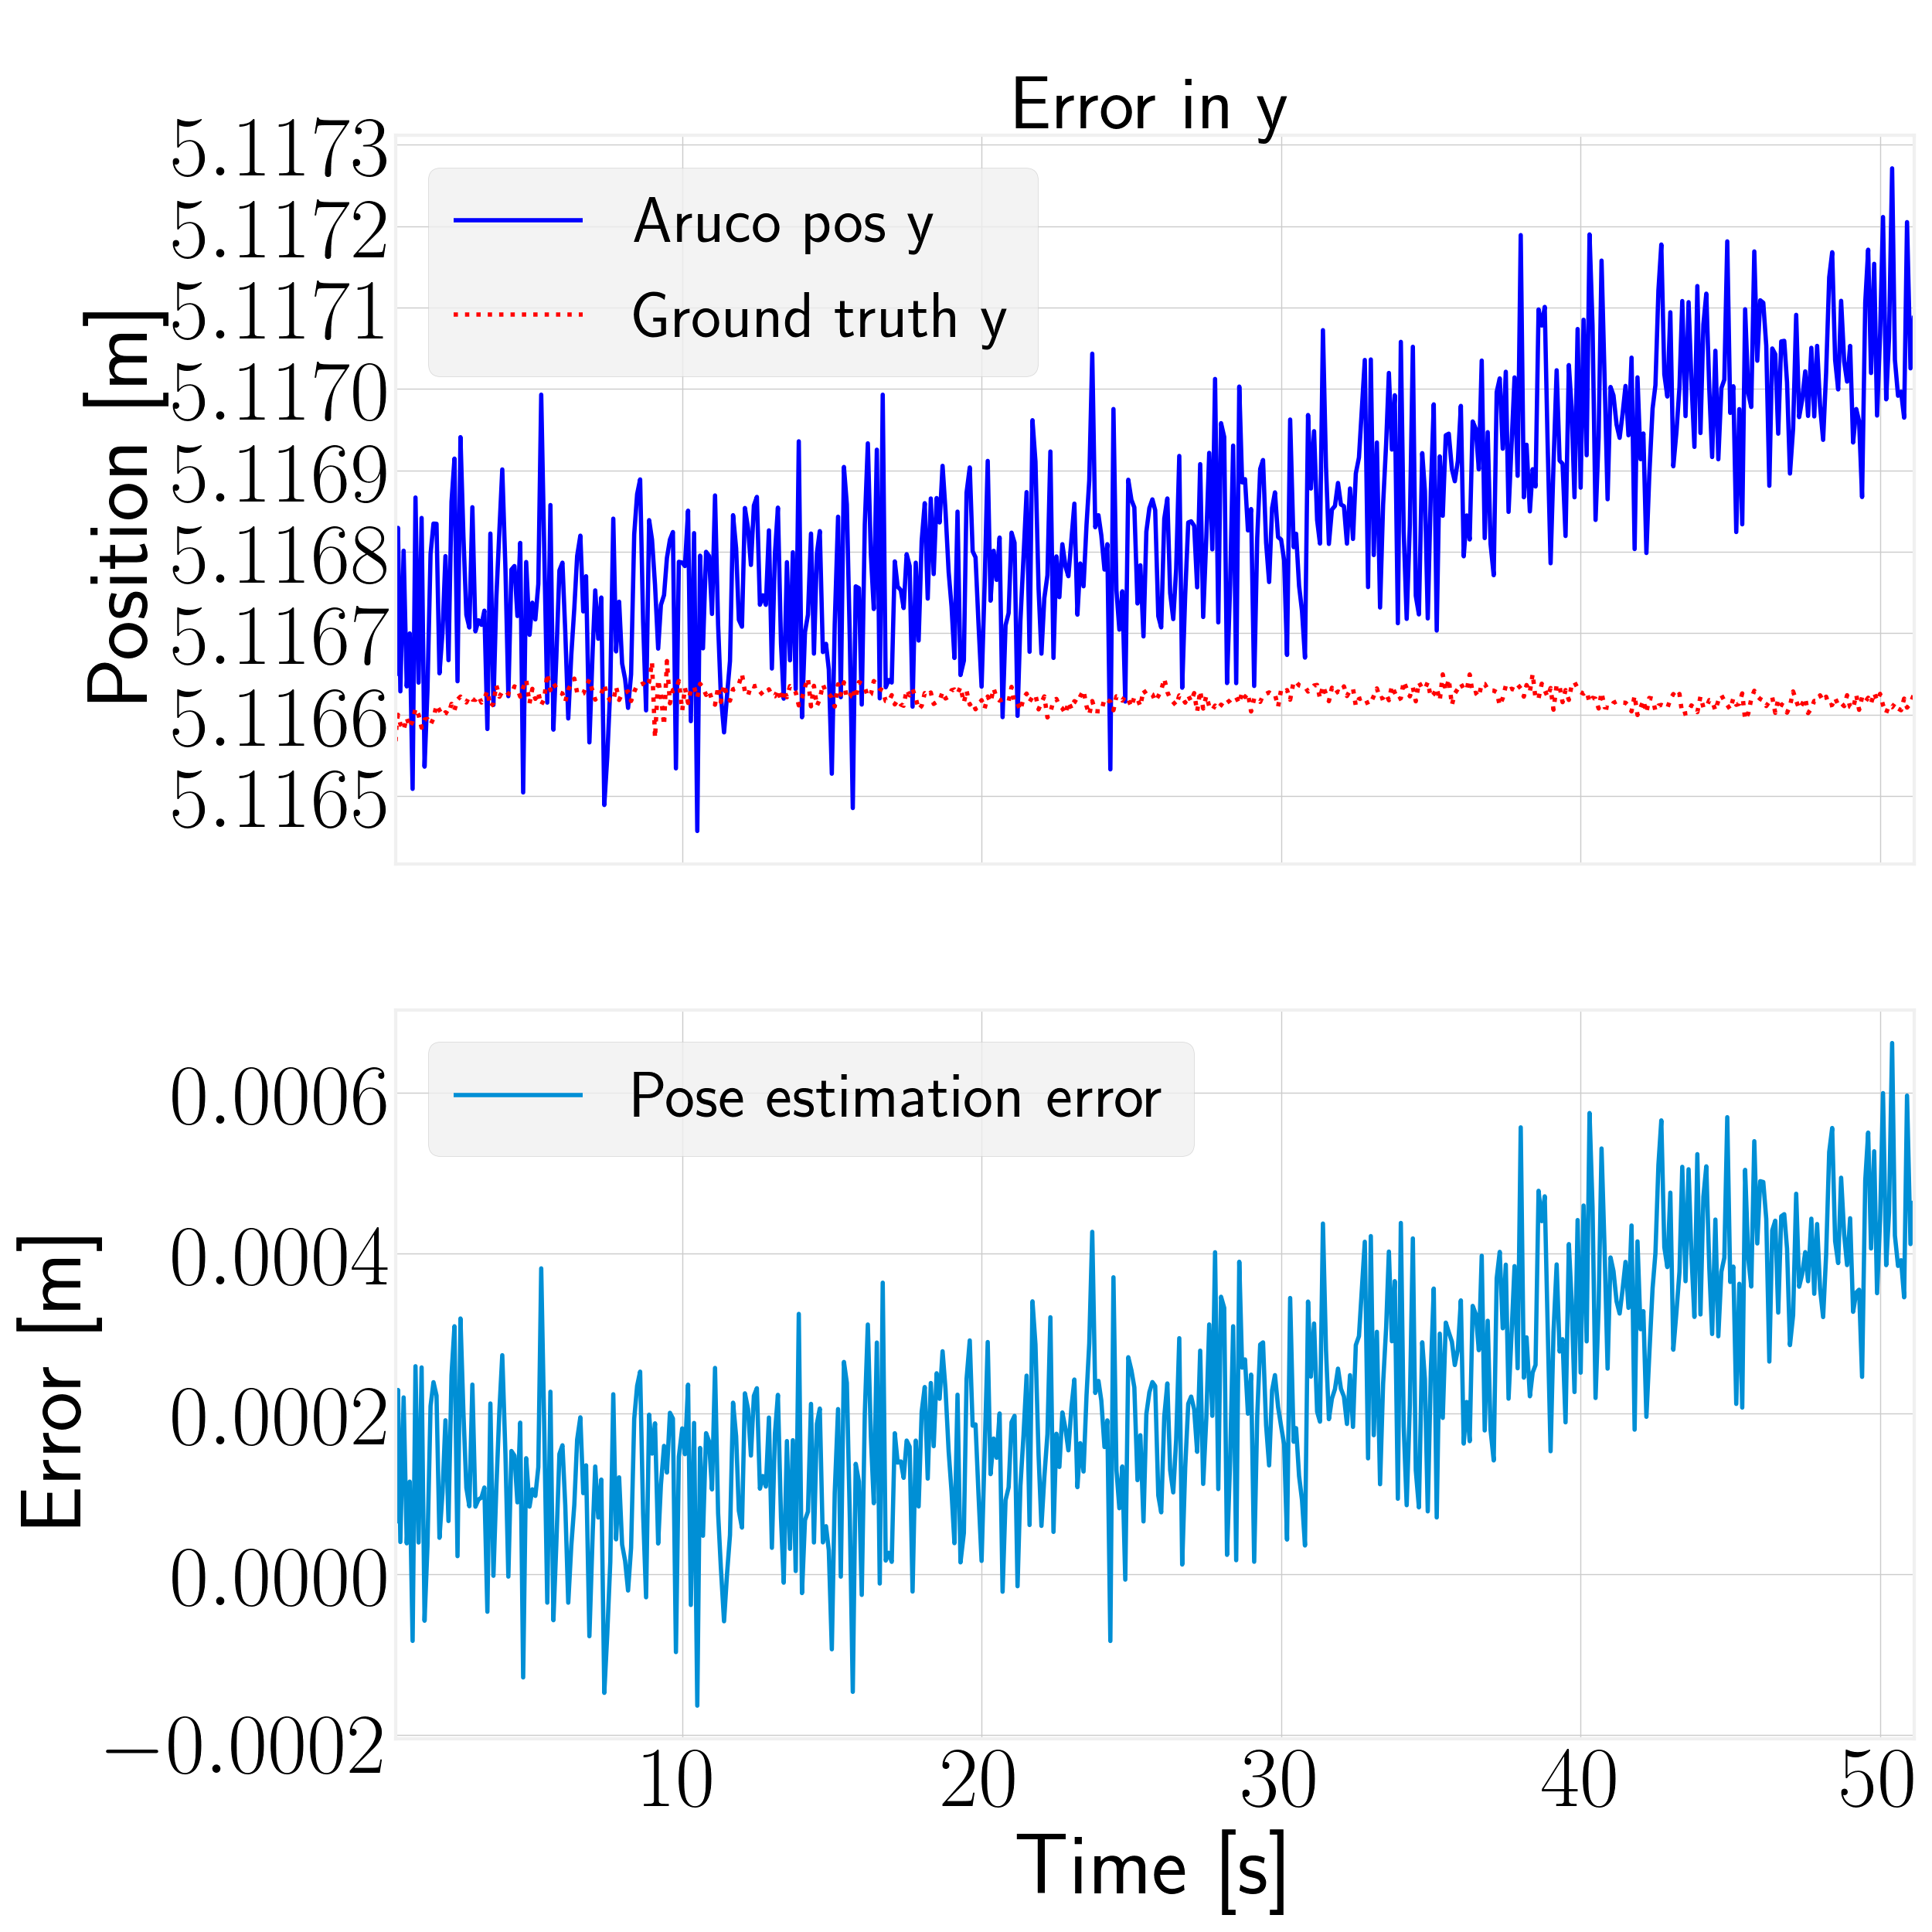 Error in y
Position [m]
5.1173
5.1172
5.1171
5.1170
5.1169
5.1168
5.1167
5.1166
5.1165
Aruco pos y
Ground truth y
Error [m]
0.0006
0.0004
0.0002
0.0000
−0.0002
Pose estimation error
10 20 30 40 50
Time [s]